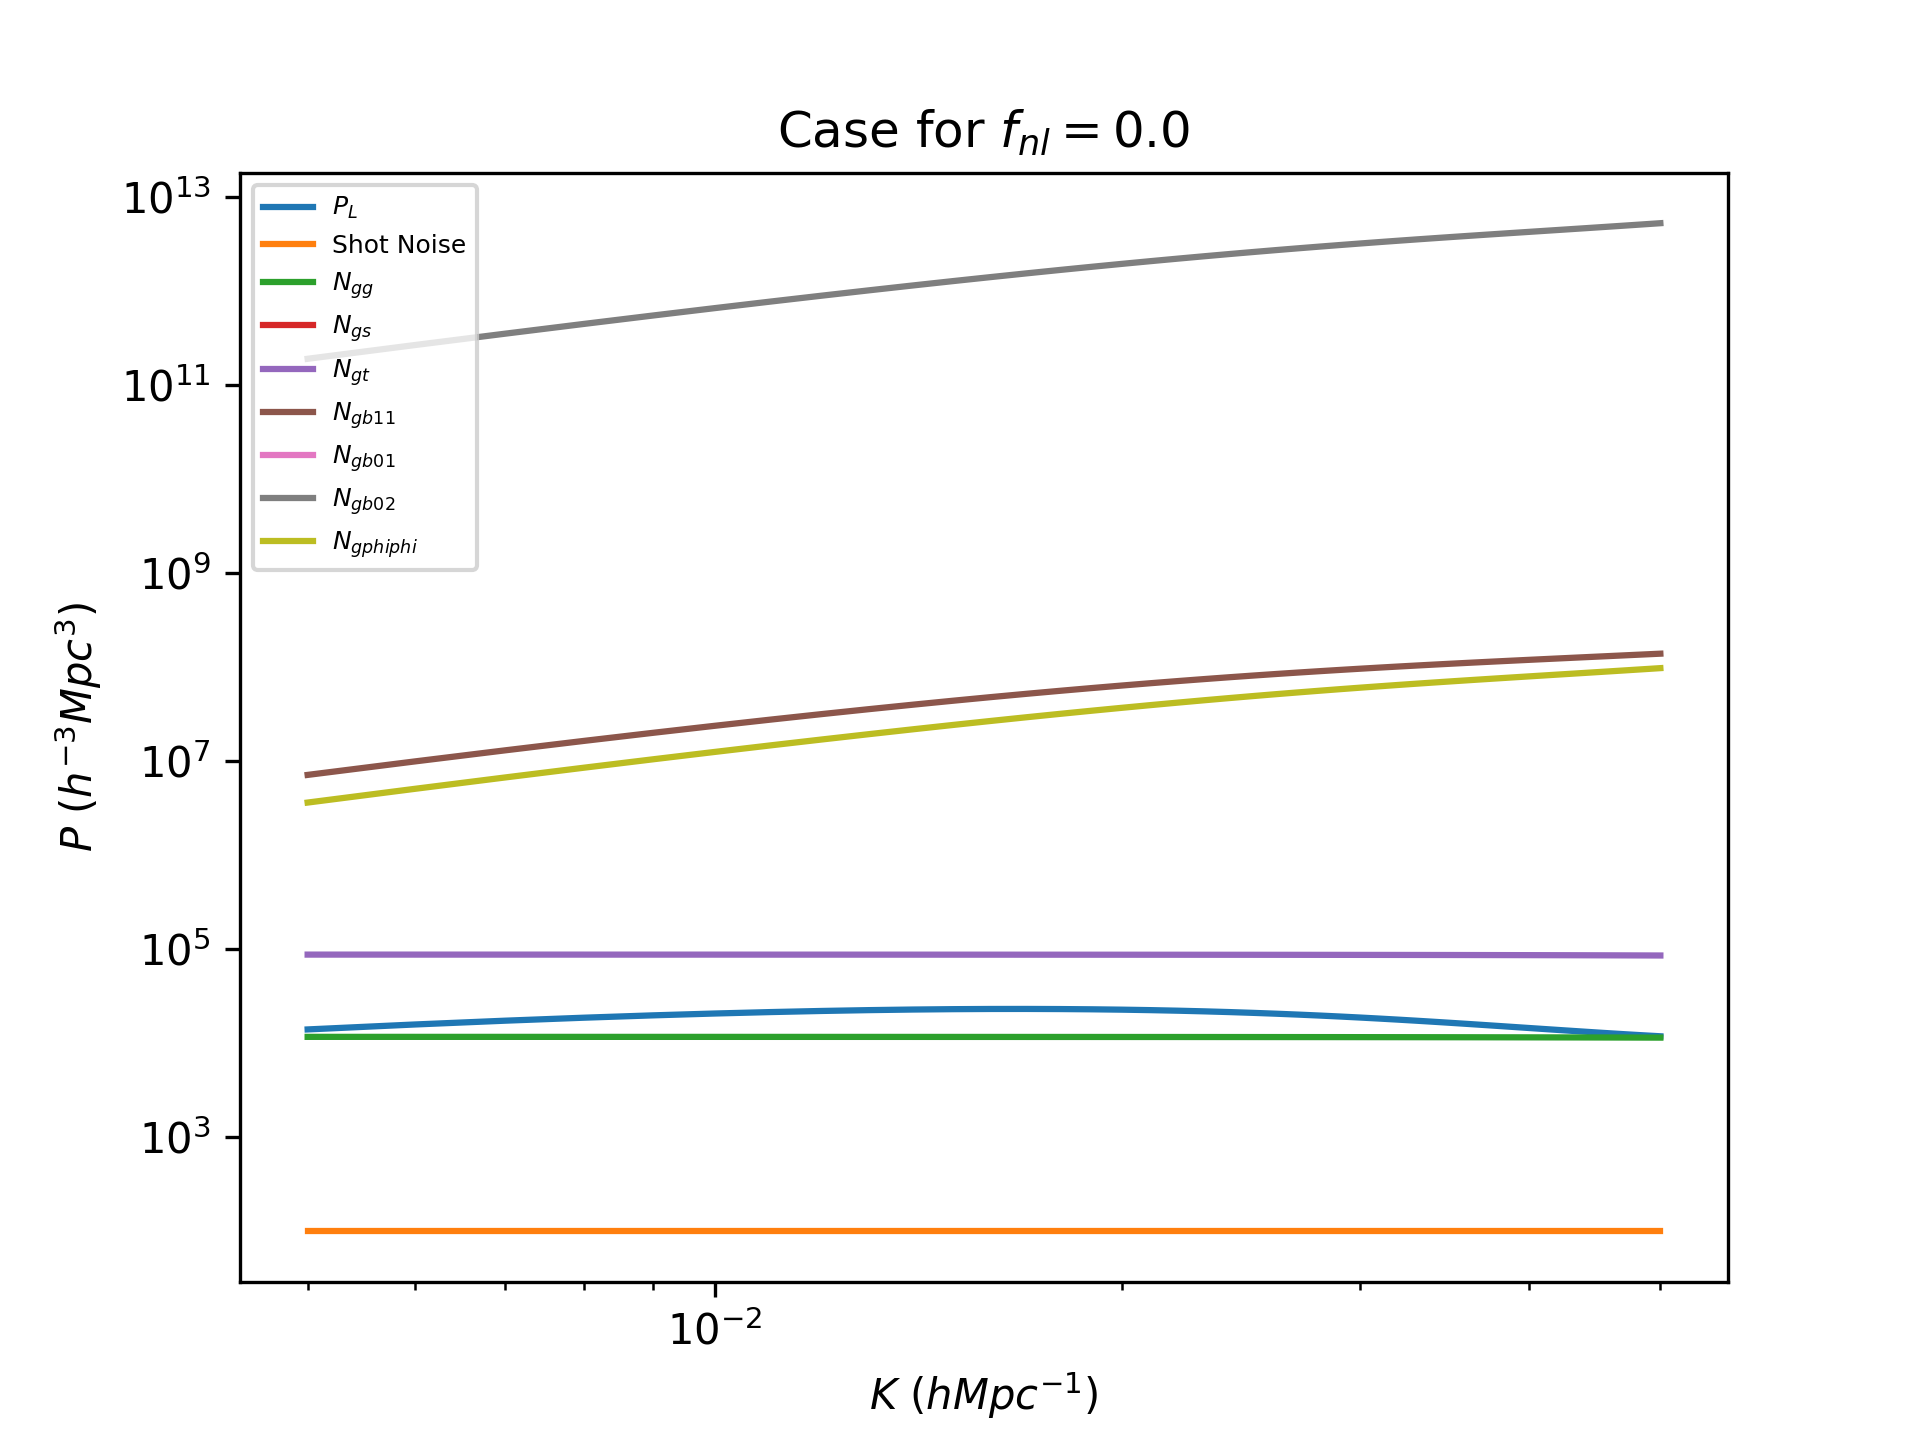 Case for $f_{nl} = 0.0$
$P$ ($h^{-3}Mpc^3$)
$10^{13}$
$10^{11}$
$10^9$
$10^7$
$10^5$
$10^3$
$P_L$
Shot Noise
$N_{gg}$
$N_{gs}$
$N_{gt}$
$N_{gb11}$
$N_{gb01}$
$N_{gb02}$
$N_{gphiphi}$
$10^{-2}$
$K$ ($hMpc^{-1}$)